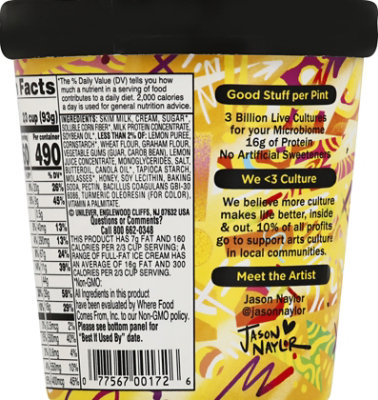 Facts
2/3 cup (93g)
Per container
490
% DV*
*The % Daily Value (DV) tells you how
much a nutrient in a serving of food
contributes to a daily diet. 2,000 calories
a day is used for general nutrition advice.
INGREDIENTS: SKIM MILK, CREAM, SUGAR*,
SOLUBLE CORN FIBER*, MILK PROTEIN CONCENTRATE,
SOYBEAN OIL*. LESS THAN 2% OF: LEMON PUREE,
CORNSTARCH*, WHEAT FLOUR, GRAHAM FLOUR,
VEGETABLE GUMS (GUAR, CAROB BEAN), LEMON
JUICE CONCENTRATE, MONOGLYCERIDES, SALT,
BUTTEROIL, CANOLA OIL*, TAPIOCA STARCH,
MOLASSES*, HONEY, SOY LECITHIN, BAKING
SODA, PECTIN, BACILLUS COAGULANS GBI-30
6086, TURMERIC OLEORESIN (FOR COLOR),
VITAMIN A PALMITATE.
© UNILEVER, ENGLEWOOD CLIFFS, NJ 07632 USA
Questions or Comments?
Call 800 662-0348
THIS PRODUCT HAS 7g FAT AND 160
CALORIES PER 2/3 CUP SERVING; A
RANGE OF FULL-FAT ICE CREAM HAS
AN AVERAGE OF 16g FAT AND 300
CALORIES PER 2/3 CUP SERVING.
*Non-GMO:
All Ingredients in this product
have been evaluated by Where Food
Comes From, Inc. to our Non-GMO policy.
Please see bottom panel for
"Best If Used By" date.
0 77567 00172 6
Good Stuff per Pint
3 Billion Live Cultures
for your Microbiome
16g of Protein
No Artificial Sweeteners
We <3 Culture
We believe more culture
makes life better, inside
& out. 10% of all profits
go to support arts culture
in local communities.
Meet the Artist
Jason Naylor
@jasonnaylor
JASON
NAYLOR